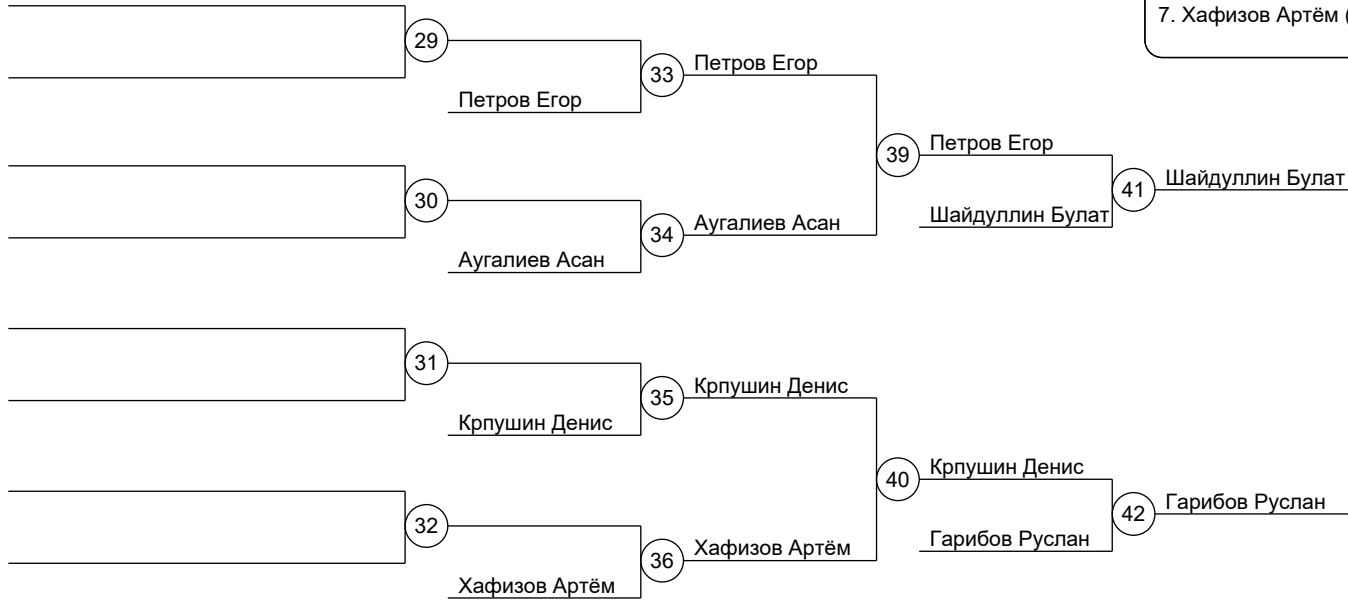 7. Хафизов Артём (
29
33
Петров Егор
Петров Егор
39
Петров Егор
41
Шайдуллин Булат
30
34
Аугалиев Асан
Шайдуллин Булат
Аугалиев Асан
31
35
Крпушин Денис
Крпушин Денис
40
Крпушин Денис
42
Гарибов Руслан
32
36
Хафизов Артём
Гарибов Руслан
Хафизов Артём